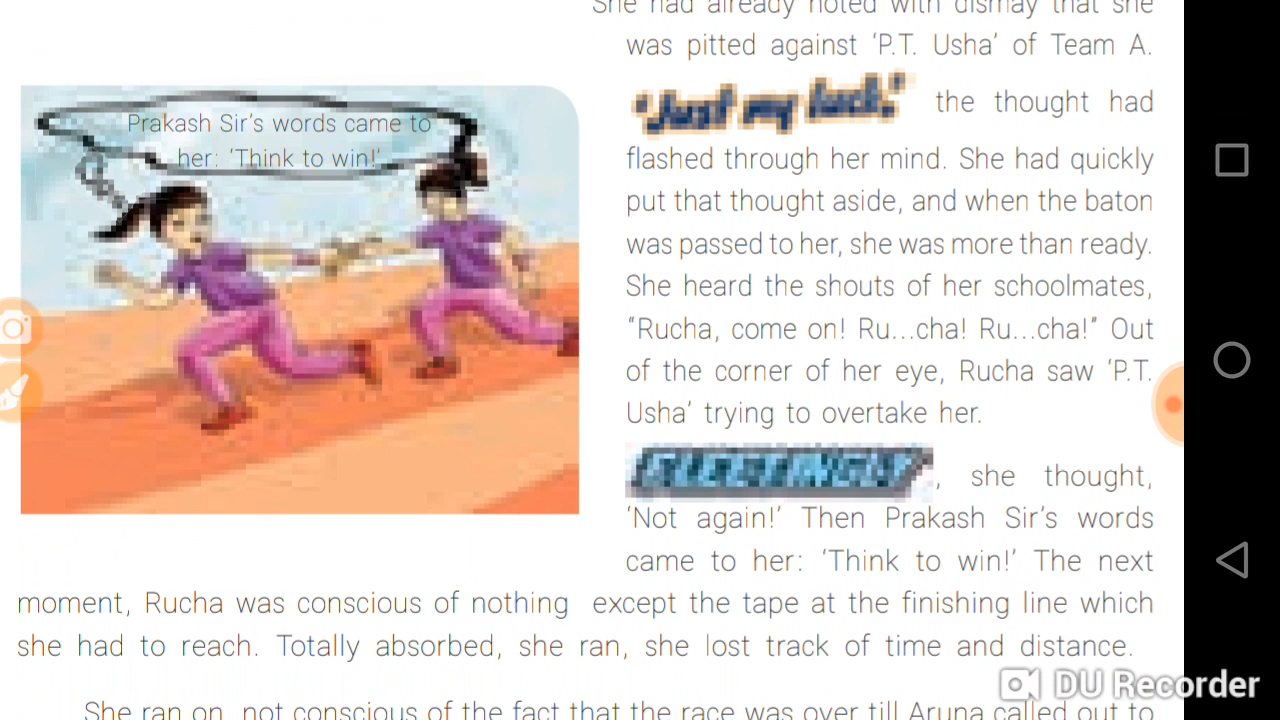 She had already noted with dismay that she
was pitted against ‘P.T. Usha’ of Team A.
‘Just my luck,’ the thought had
flashed through her mind. She had quickly
put that thought aside, and when the baton
was passed to her, she was more than ready.
She heard the shouts of her schoolmates,
“Rucha, come on! Ru...cha! Ru...cha!” Out
of the corner of her eye, Rucha saw ‘P.T.
Usha’ trying to overtake her.
, she thought,
‘Not again!’ Then Prakash Sir’s words
came to her: ‘Think to win!’ The next
moment, Rucha was conscious of nothing except the tape at the finishing line which
she had to reach. Totally absorbed, she ran, she lost track of time and distance.
She ran on, not conscious of the fact that the race was over till Aruna called out to
Prakash Sir’s words came to
her: ‘Think to win!’
DU Recorder